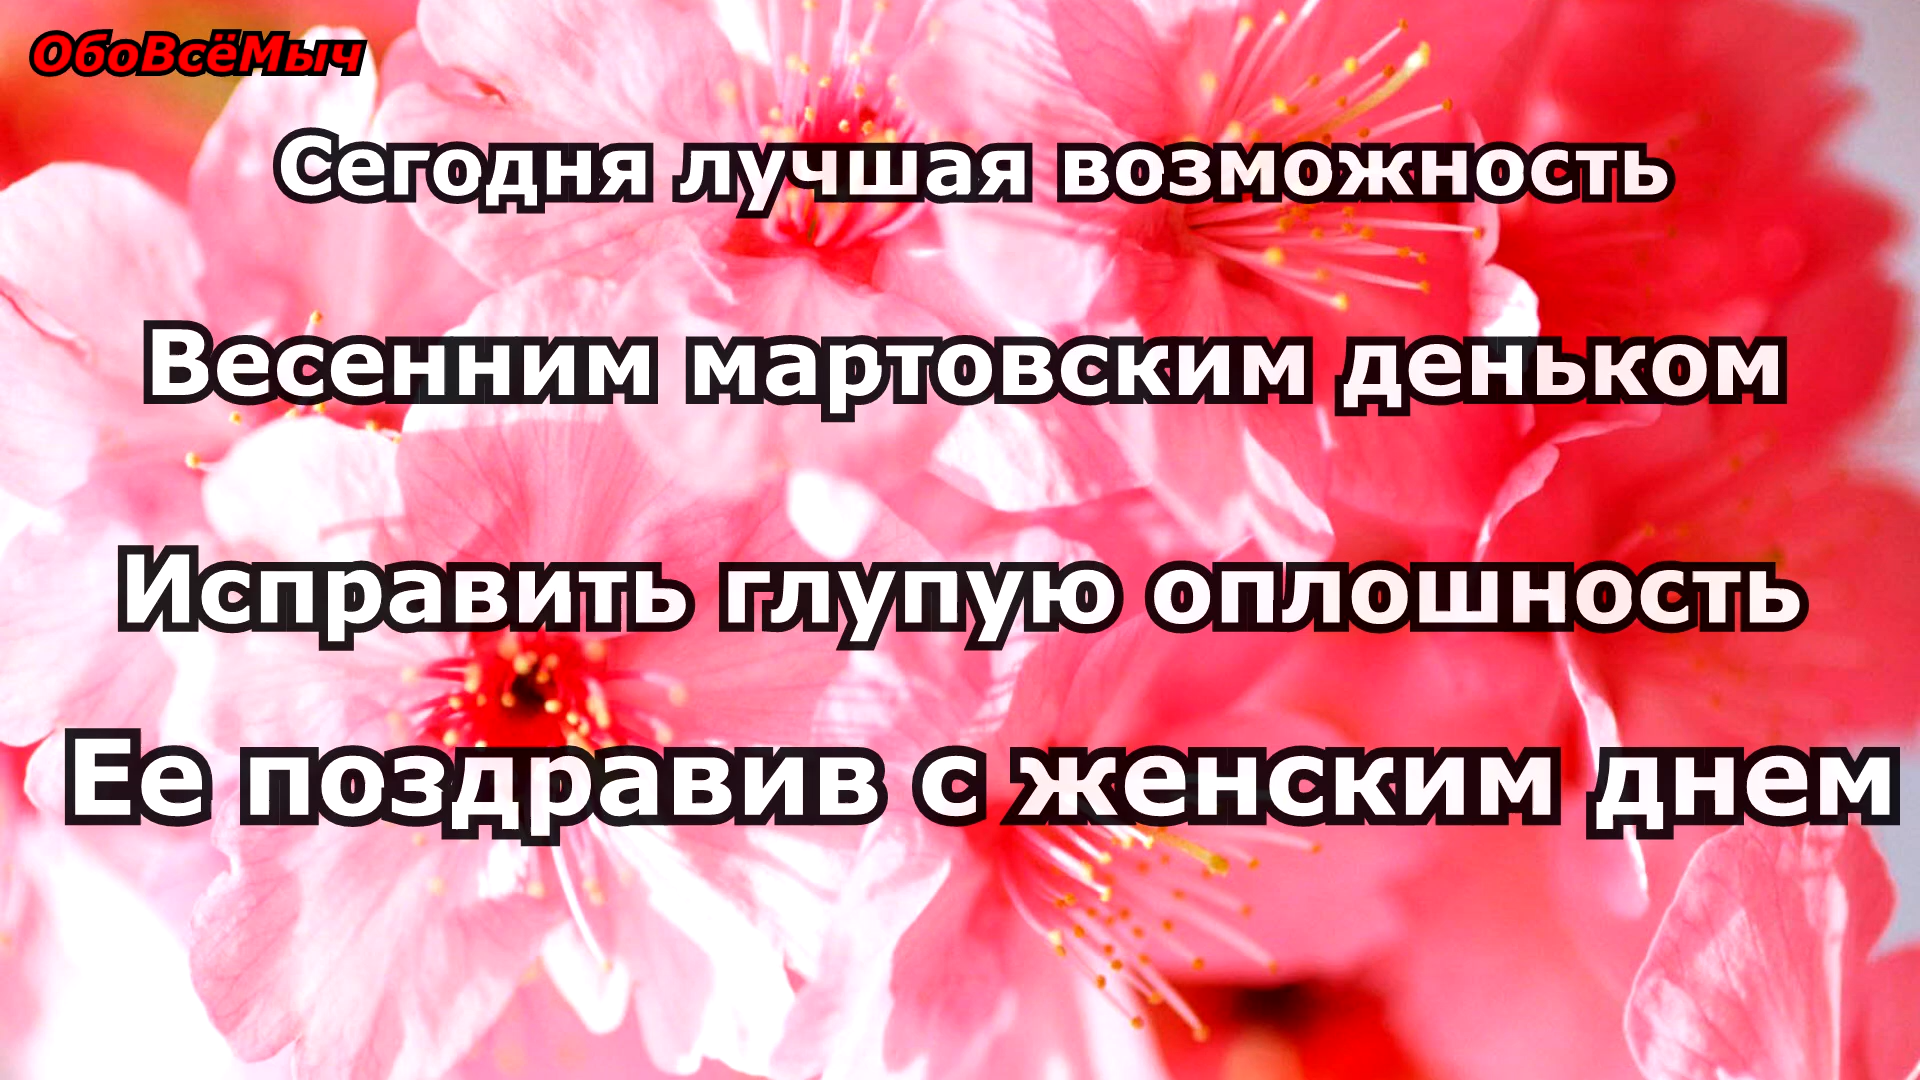 ОбоВсёМыч
Сегодня лучшая возможность
Весенним мартовским деньком
Исправить глупую оплошность
Ее поздравив с женским днем